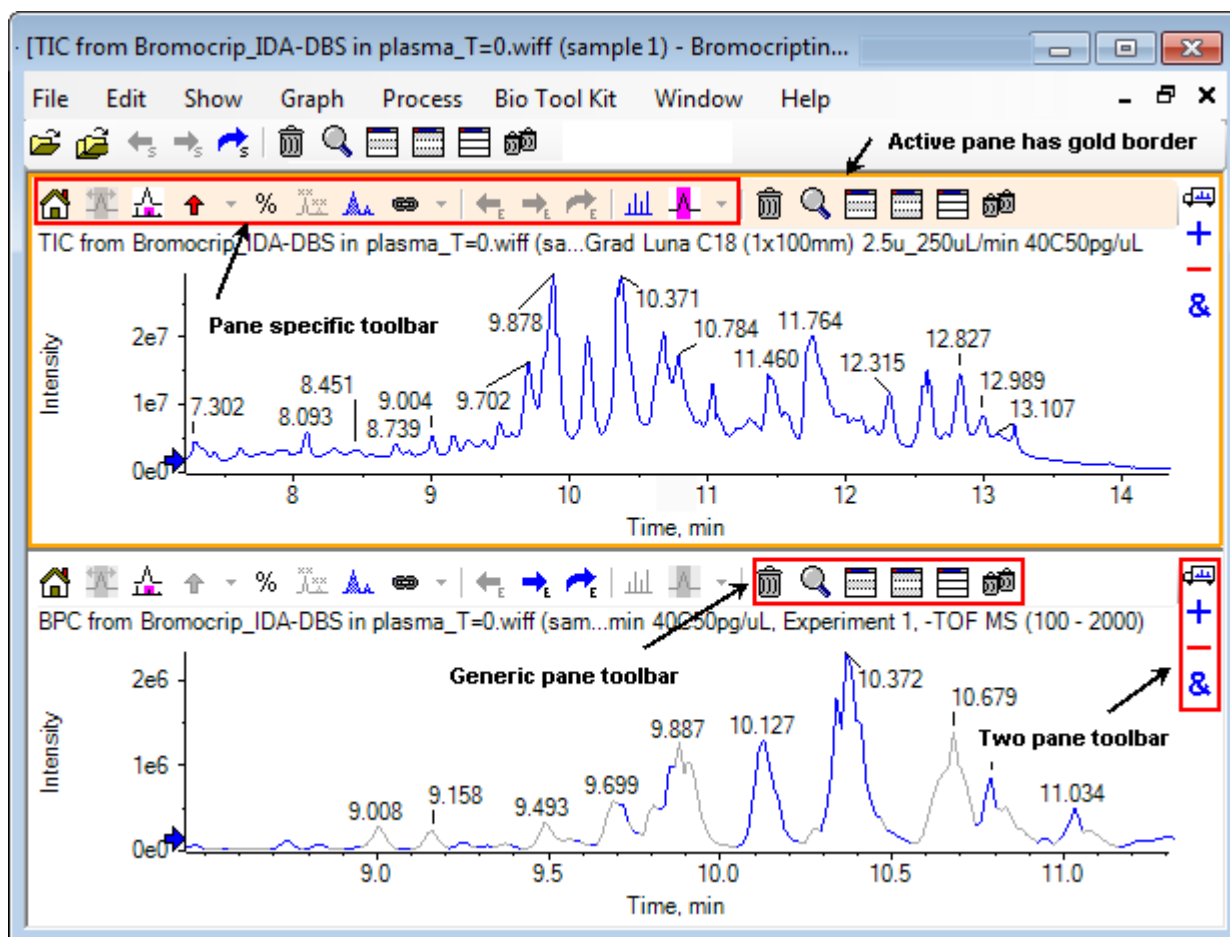 [TIC from Bromocrip_IDA-DBS in plasma_T=0.wiff (sample 1) - Bromocriptin...
File Edit Show Graph Process Bio Tool Kit Window Help
S S S
Active pane has gold border
% E E E
TIC from Bromocrip_IDA-DBS in plasma_T=0.wiff (sa...Grad Luna C18 (1x100mm) 2.5u_250uL/min 40C50pg/uL
+
−
&
Pane specific toolbar
Intensity
2e7
1e7
0e0
7.302
8.093
8.451
8.739
9.004
9.702
9.878
10.371
10.784
11.460
11.764
12.315
12.827
12.989
13.107
8 9 10 11 12 13 14
Time, min
% E E E
BPC from Bromocrip_IDA-DBS in plasma_T=0.wiff (sam...min 40C50pg/uL, Experiment 1, -TOF MS (100 - 2000)
+
−
&
Generic pane toolbar
Two pane toolbar
Intensity
2e6
1e6
0e0
9.008
9.158
9.493
9.699
9.887
10.127
10.372
10.679
11.034
9.0 9.5 10.0 10.5 11.0
Time, min